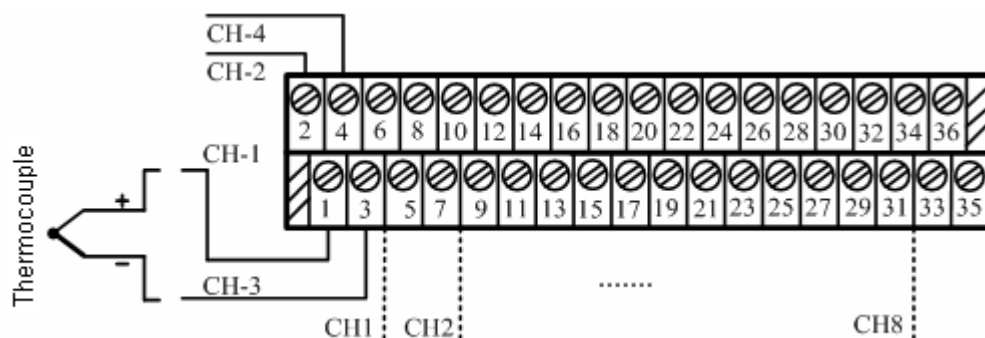 CH-4
CH-2
2 4 6 8 10 12 14 16 18 20 22 24 26 28 30 32 34 36
CH-1
1 3 5 7 9 11 13 15 17 19 21 23 25 27 29 31 33 35
Thermocouple
+
−
CH-3
.......
CH1 CH2 CH8